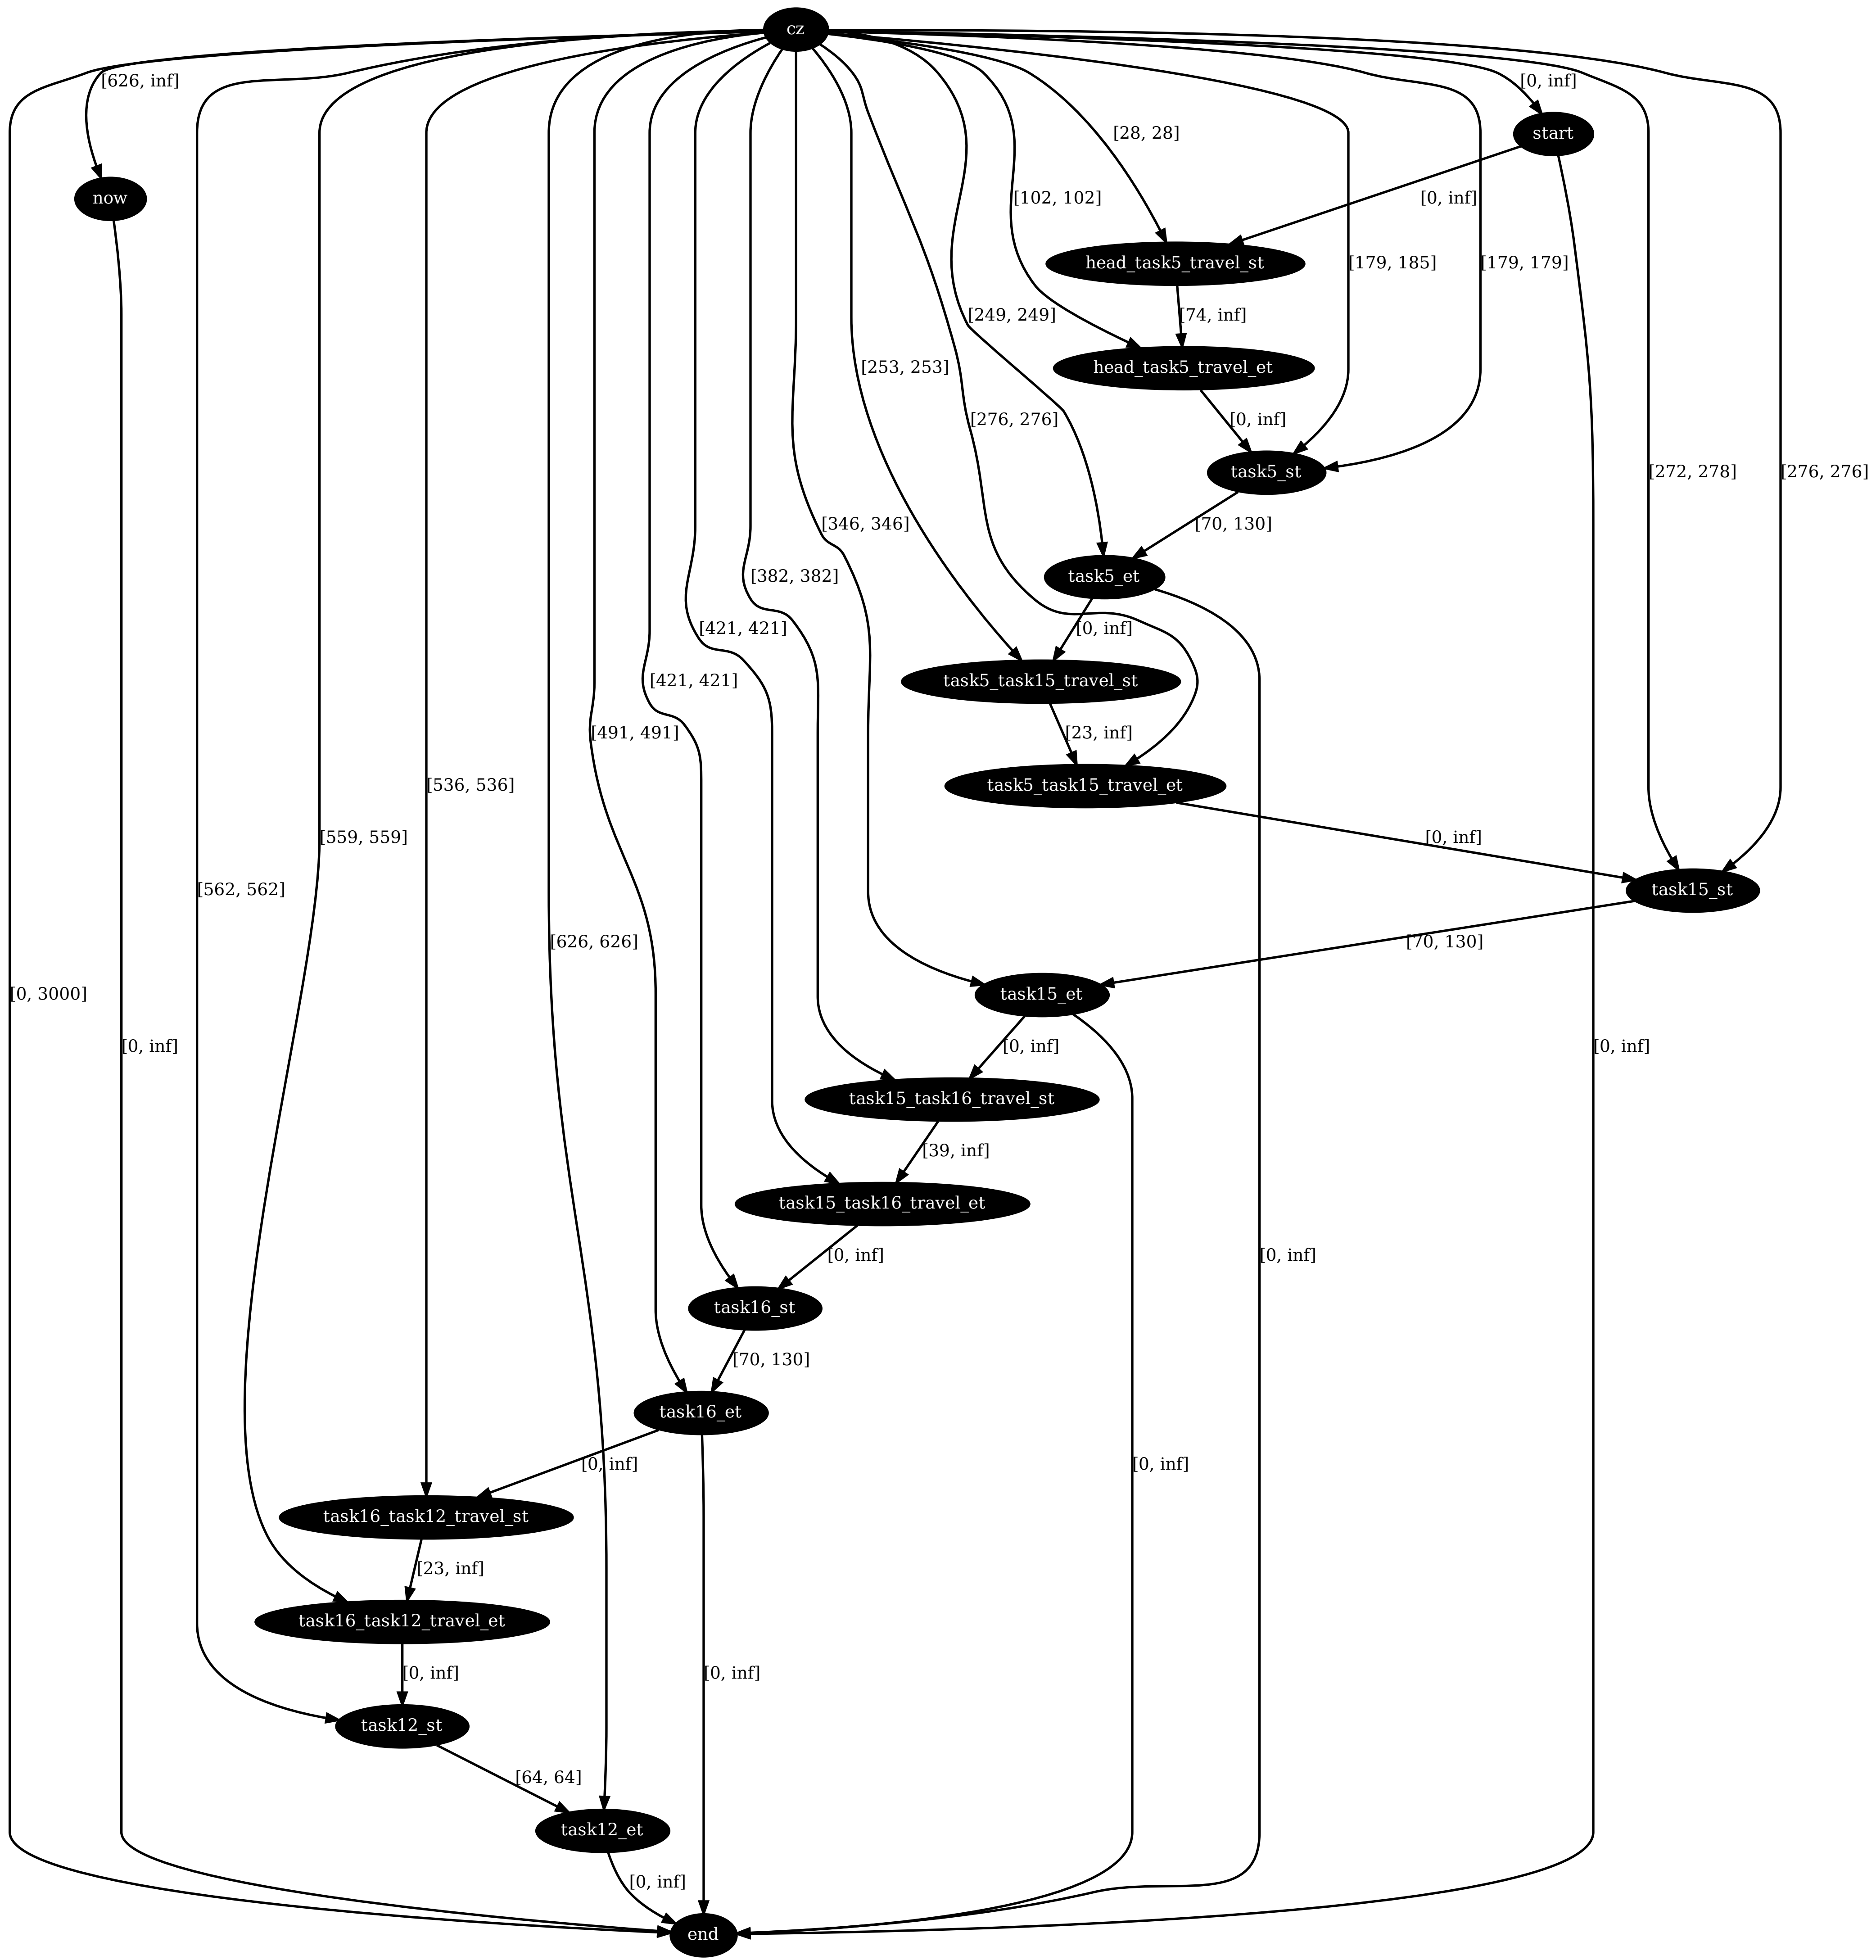 cz
[626, inf]
[0, inf]
start
[28, 28]
now
[102, 102]
[0, inf]
head_task5_travel_st
[179, 185]
[179, 179]
[249, 249]
[74, inf]
[253, 253]
head_task5_travel_et
[276, 276]
[0, inf]
task5_st
[272, 278]
[276, 276]
[346, 346]
[70, 130]
[382, 382]
task5_et
[421, 421]
[0, inf]
[421, 421]
task5_task15_travel_st
[491, 491]
[23, inf]
[536, 536]
task5_task15_travel_et
[559, 559]
[0, inf]
[562, 562]
task15_st
[626, 626]
[70, 130]
[0, 3000]
task15_et
[0, inf]
[0, inf]
[0, inf]
task15_task16_travel_st
[39, inf]
task15_task16_travel_et
[0, inf]
[0, inf]
task16_st
[70, 130]
task16_et
[0, inf]
[0, inf]
task16_task12_travel_st
[23, inf]
task16_task12_travel_et
[0, inf]
[0, inf]
task12_st
[64, 64]
task12_et
[0, inf]
end